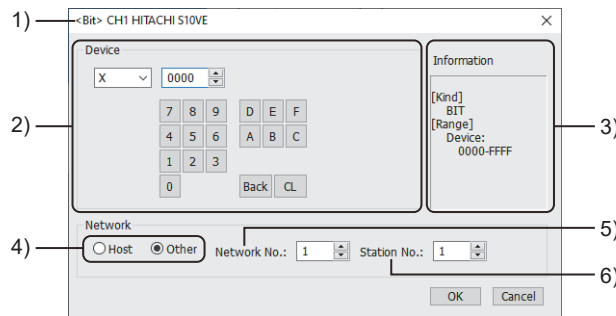 1)
<Bit> CH1 HITACHI S10VE
Device
X 0000
7 8 9 D E F
4 5 6 A B C
1 2 3
0 Back CL
2)
Information
[Kind]
BIT
[Range]
Device:
0000-FFFF
3)
Network
4)
Host Other Network No.: 1 Station No.: 1
5)
6)
OK Cancel